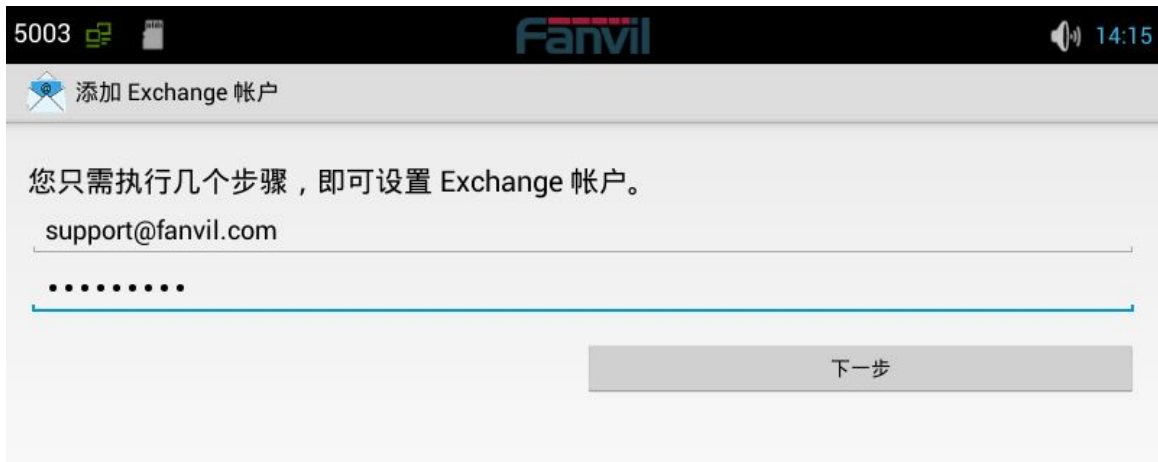 5003
Fanvil
14:15
添加 Exchange 帐户
您只需执行几个步骤，即可设置 Exchange 帐户。
support@fanvil.com
•••••••••
下一步